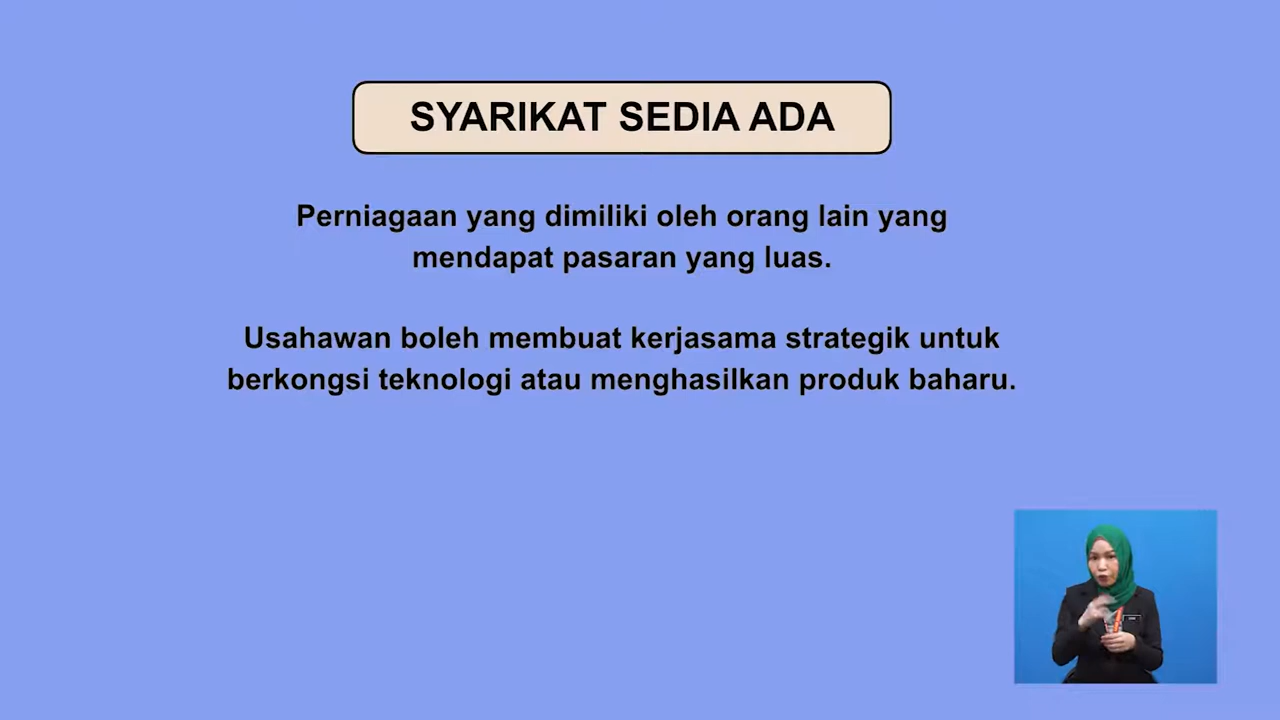 SYARIKAT SEDIA ADA
Perniagaan yang dimiliki oleh orang lain yang
mendapat pasaran yang luas.
Usahawan boleh membuat kerjasama strategik untuk
berkongsi teknologi atau menghasilkan produk baharu.